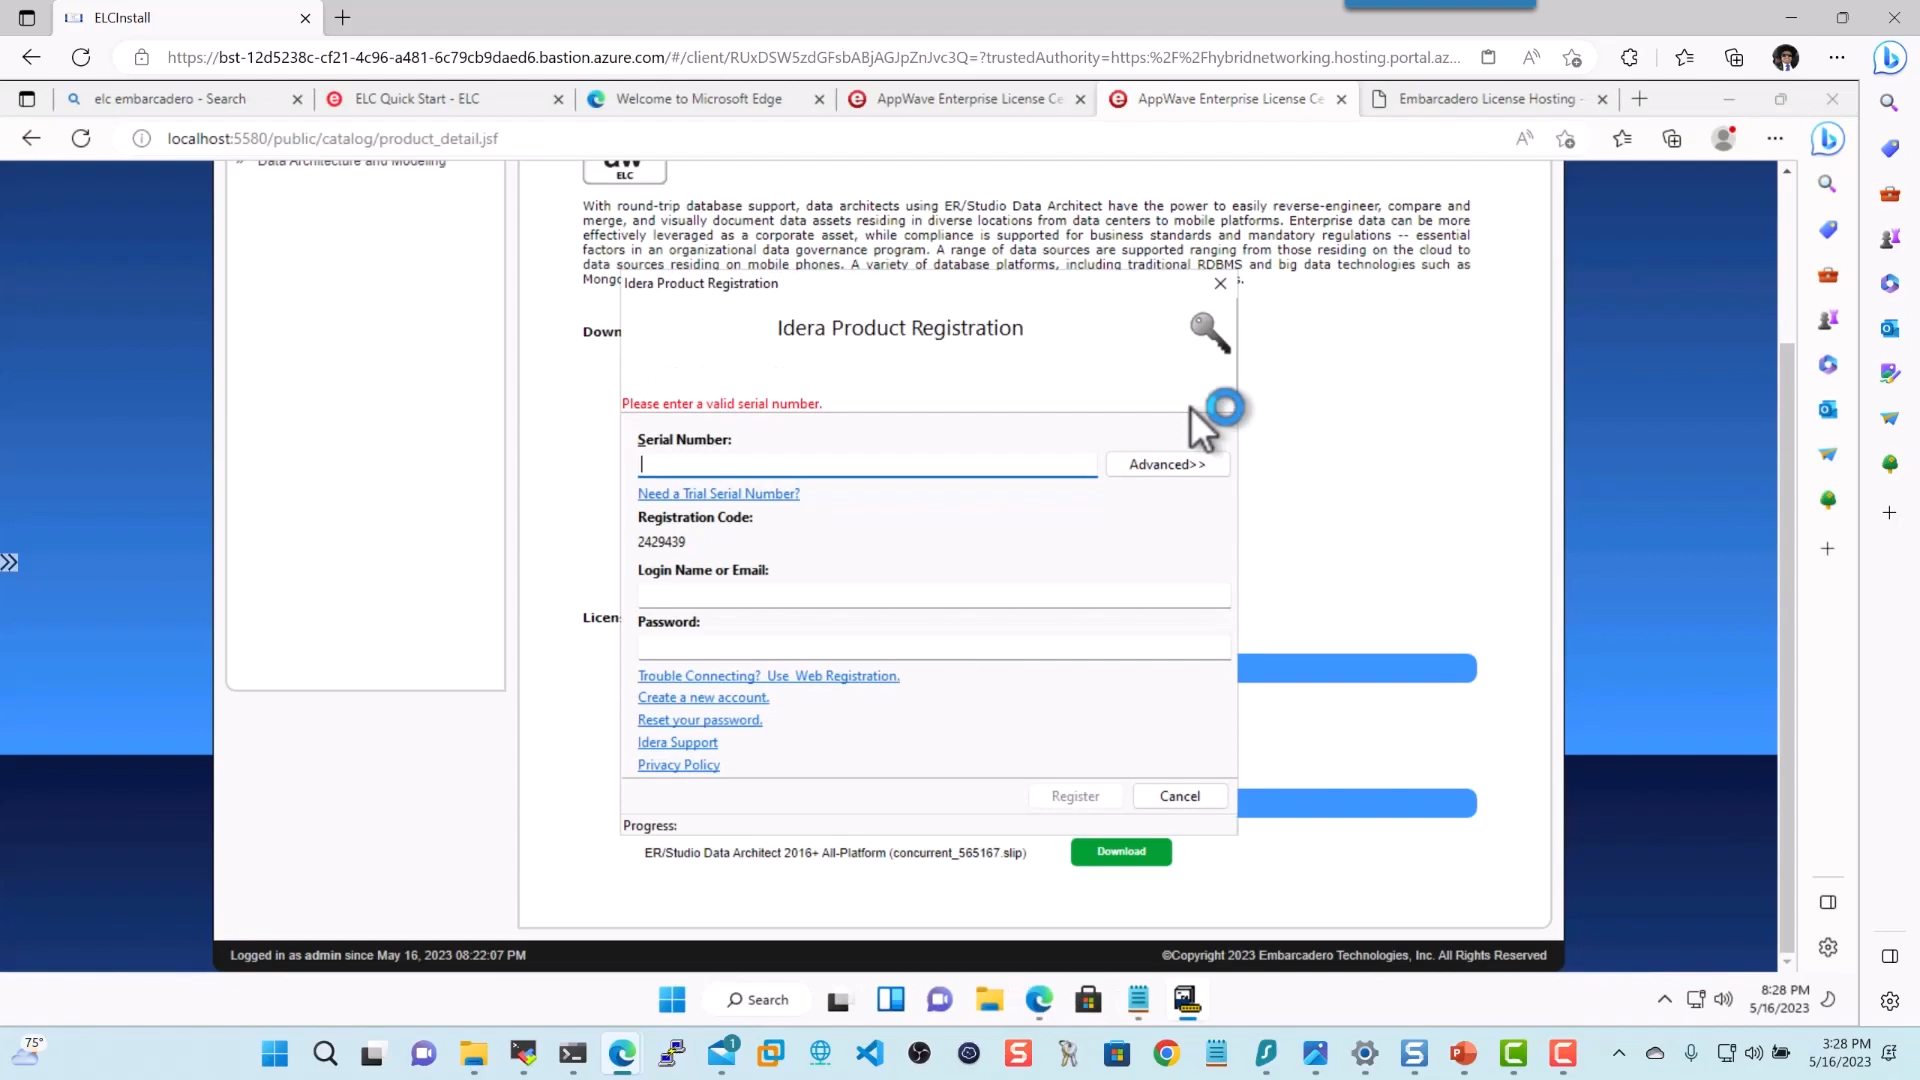 ELCInstall
https://bst-12d5238c-cf21-4c96-a481-6c79cb9daed6.bastion.azure.com/#/client/RUxDSW5zdGFsbABjAGJpZnJvc3Q=?trustedAuthority=https:%2F%2Fhybridnetworking.hosting.portal.az...
elc embarcadero - Search
ELC Quick Start - ELC
Welcome to Microsoft Edge
AppWave Enterprise License Ce
AppWave Enterprise License Ce
Embarcadero License Hosting -
localhost:5580/public/catalog/product_detail.jsf
» Data Architecture and Modeling
aw
ELC
With round-trip database support, data architects using ER/Studio Data Architect have the power to easily reverse-engineer, compare and
merge, and visually document data assets residing in diverse locations from data centers to mobile platforms. Enterprise data can be more
effectively leveraged as a corporate asset, while compliance is supported for business standards and mandatory regulations -- essential
factors in an organizational data governance program. A range of data sources are supported ranging from those residing on the cloud to
data sources residing on mobile phones. A variety of database platforms, including traditional RDBMS and big data technologies such as
Mongo
s.
Idera Product Registration
Idera Product Registration
Down
Please enter a valid serial number.
Serial Number:
Advanced>>
Need a Trial Serial Number?
Registration Code:
2429439
Login Name or Email:
Licen
Password:
Trouble Connecting? Use Web Registration.
Create a new account.
Reset your password.
Idera Support
Privacy Policy
Register
Cancel
Progress:
ER/Studio Data Architect 2016+ All-Platform (concurrent_565167.slip)
Download
Logged in as admin since May 16, 2023 08:22:07 PM
©Copyright 2023 Embarcadero Technologies, Inc. All Rights Reserved
Search
8:28 PM
5/16/2023
75°
1
3:28 PM
5/16/2023